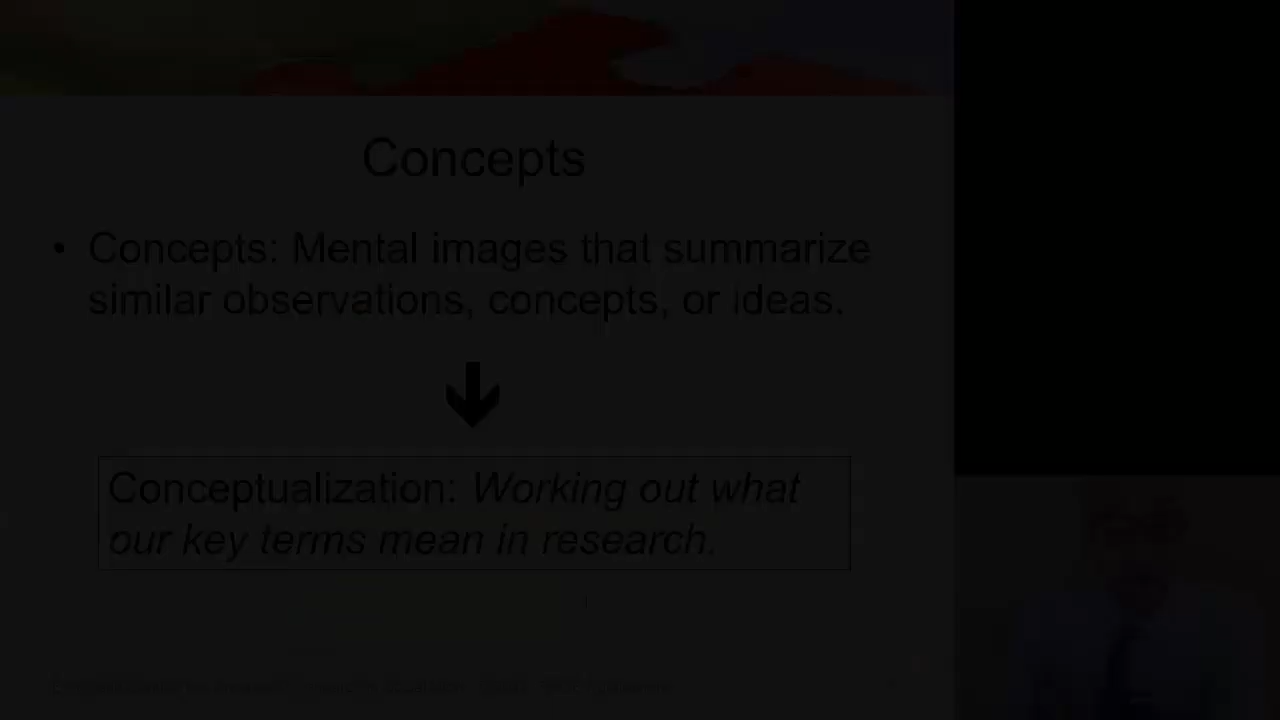 Concepts
• Concepts: Mental images that summarize
similar observations, concepts, or ideas.
Conceptualization: Working out what
our key terms mean in research.